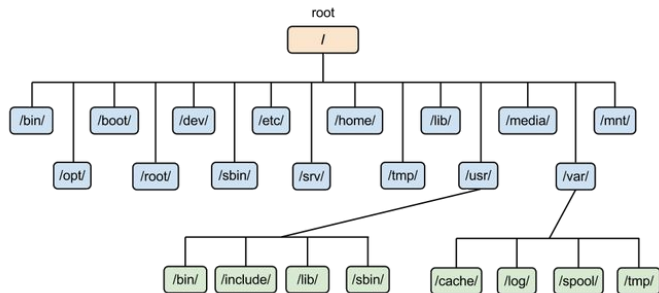 root
/
/bin/ /boot/ /dev/ /etc/ /home/ /lib/ /media/ /mnt/
/opt/ /root/ /sbin/ /srv/ /tmp/ /usr/ /var/
/bin/ /include/ /lib/ /sbin/ /cache/ /log/ /spool/ /tmp/